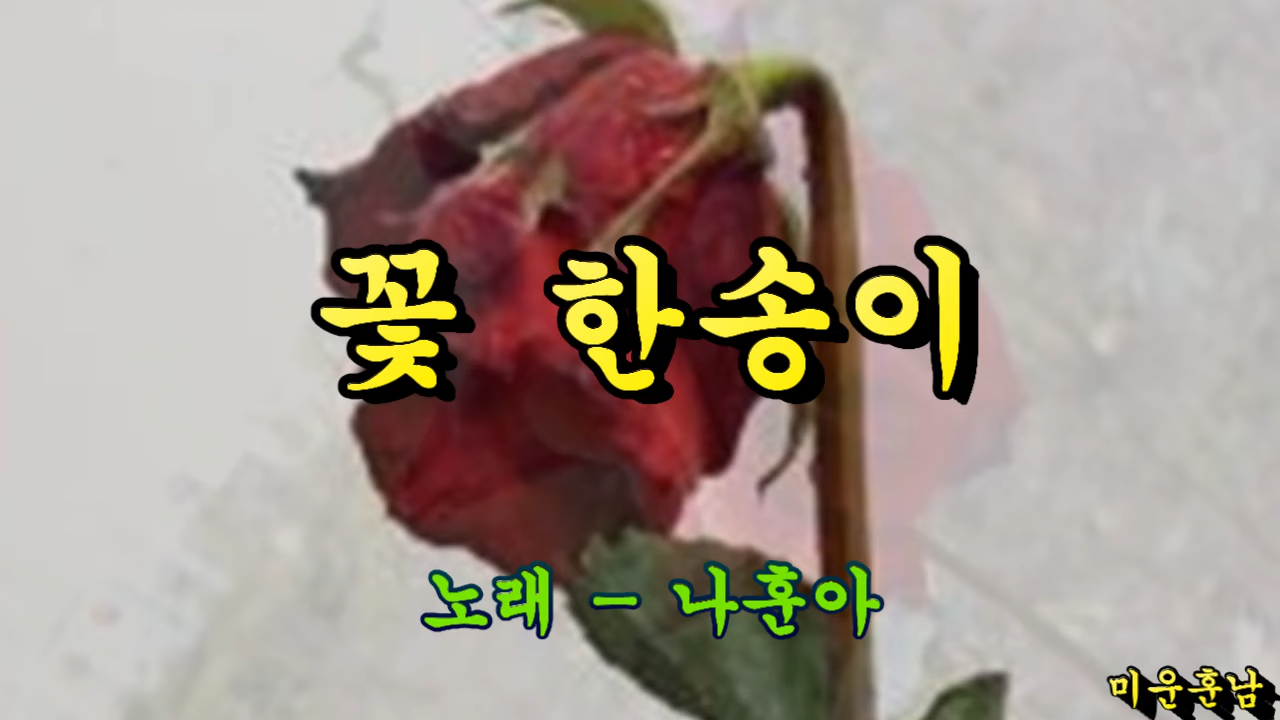 꽃 한송이
노래 - 나훈아
미운훈남